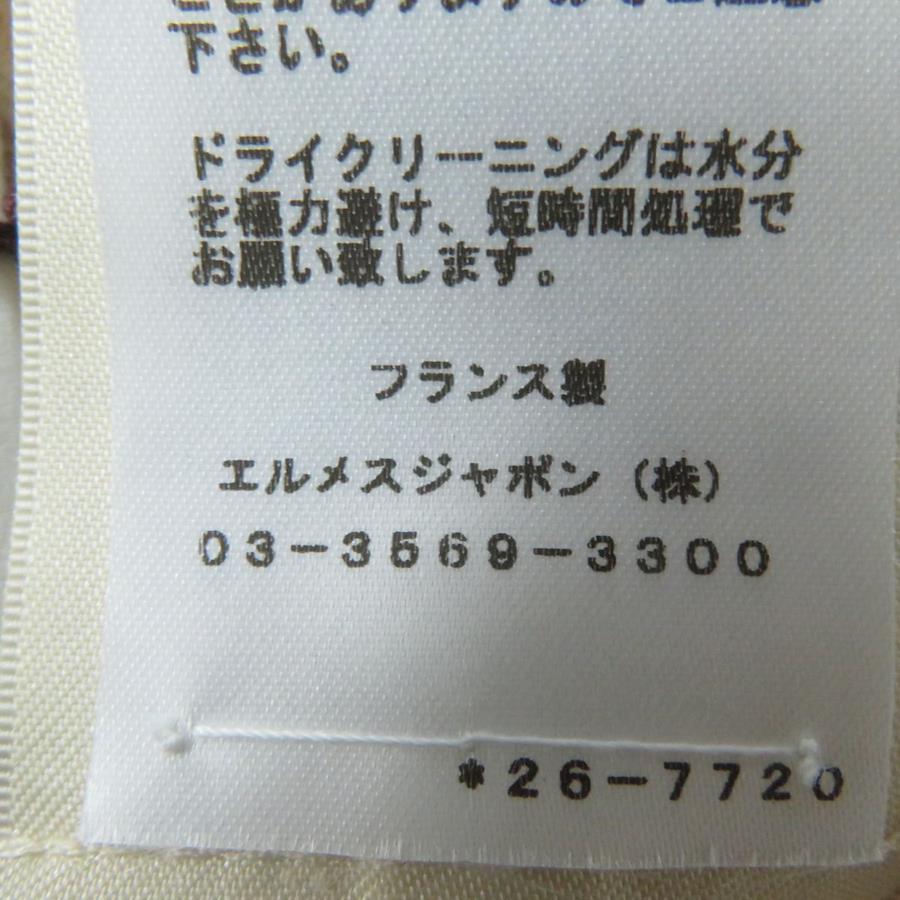 下さい。
ドライクリーニングは水分
を極力避け、短時間処理で
お願い致します。
フランス製
エルメスジャポン（株）
03-3569-3300
*26-7720